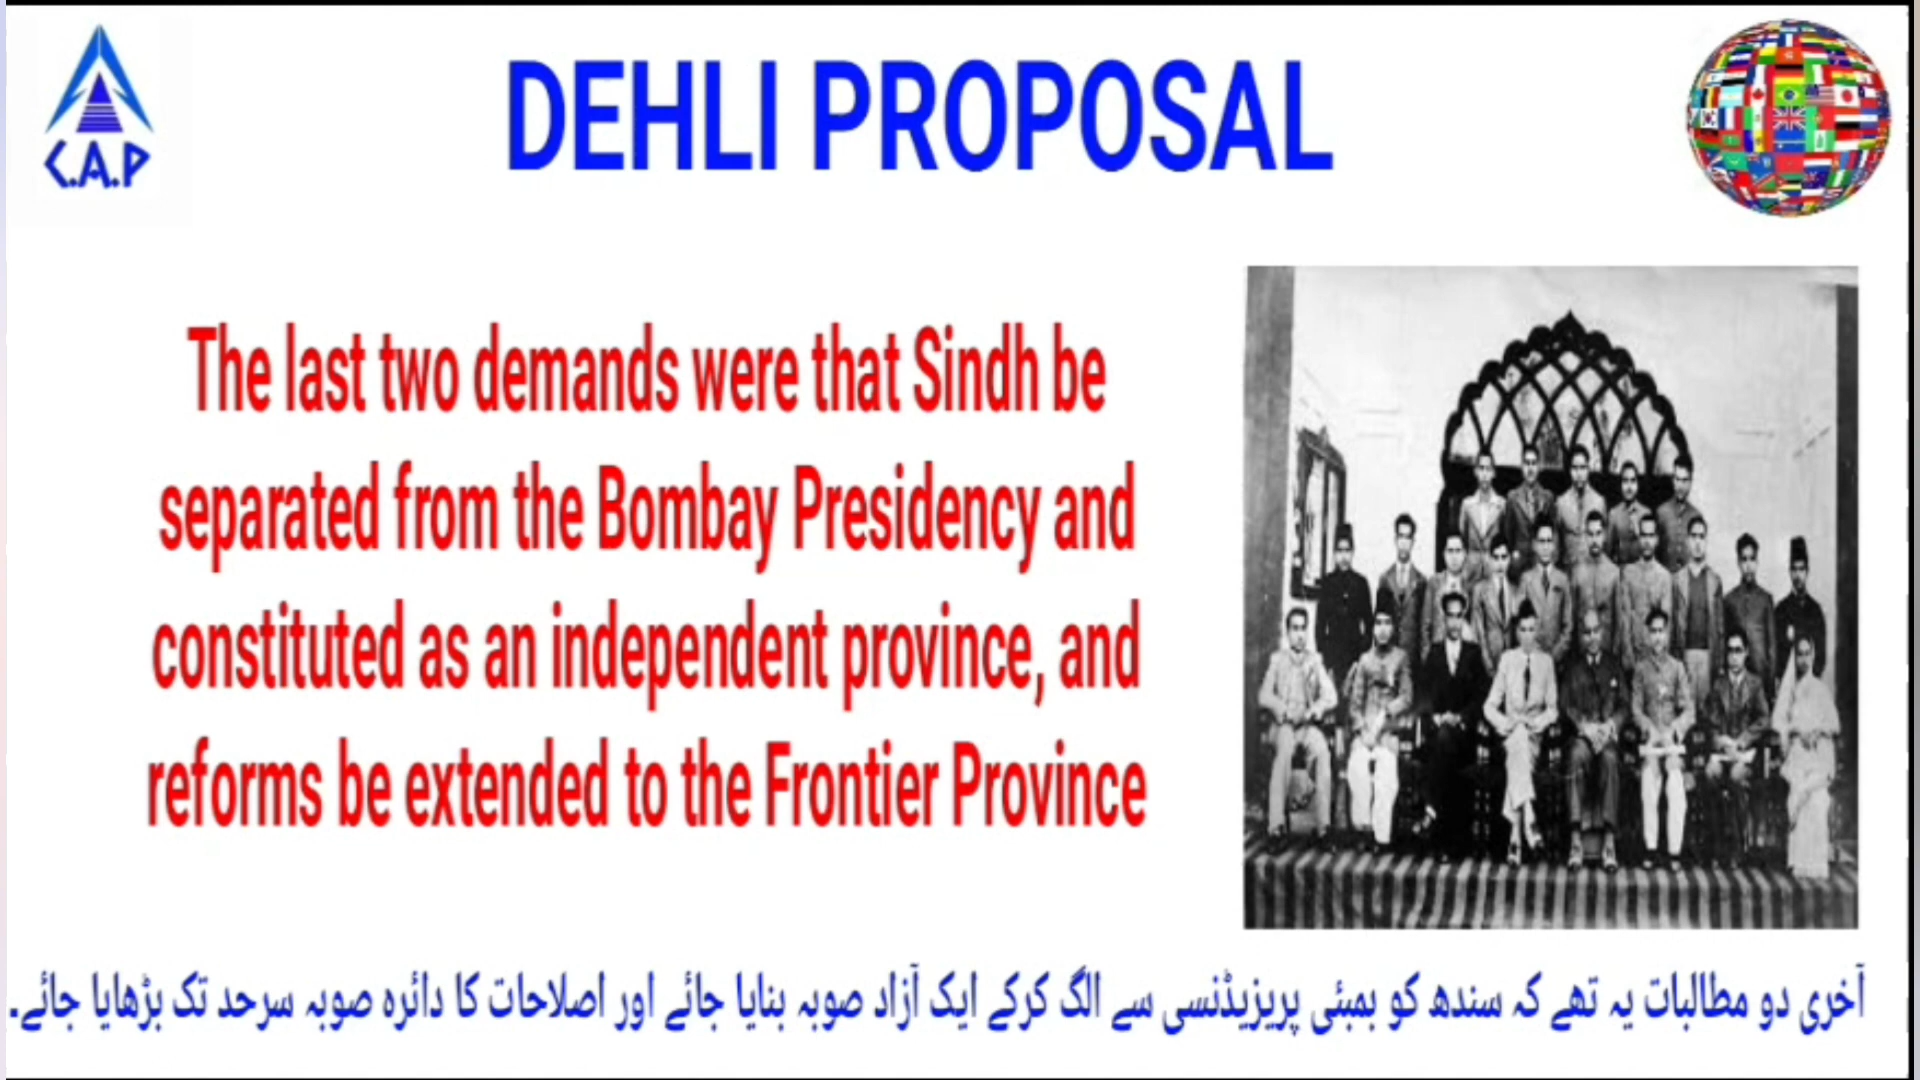 C.A.P
DEHLI PROPOSAL
The last two demands were that Sindh be
separated from the Bombay Presidency and
constituted as an independent province, and
reforms be extended to the Frontier Province
آخری دو مطالبات یہ تھے کہ سندھ کو بمبئی پریزیڈنسی سے الگ کرکے ایک آزاد صوبہ بنایا جائے اور اصلاحات کا دائرہ صوبہ سرحد تک بڑھایا جائے۔